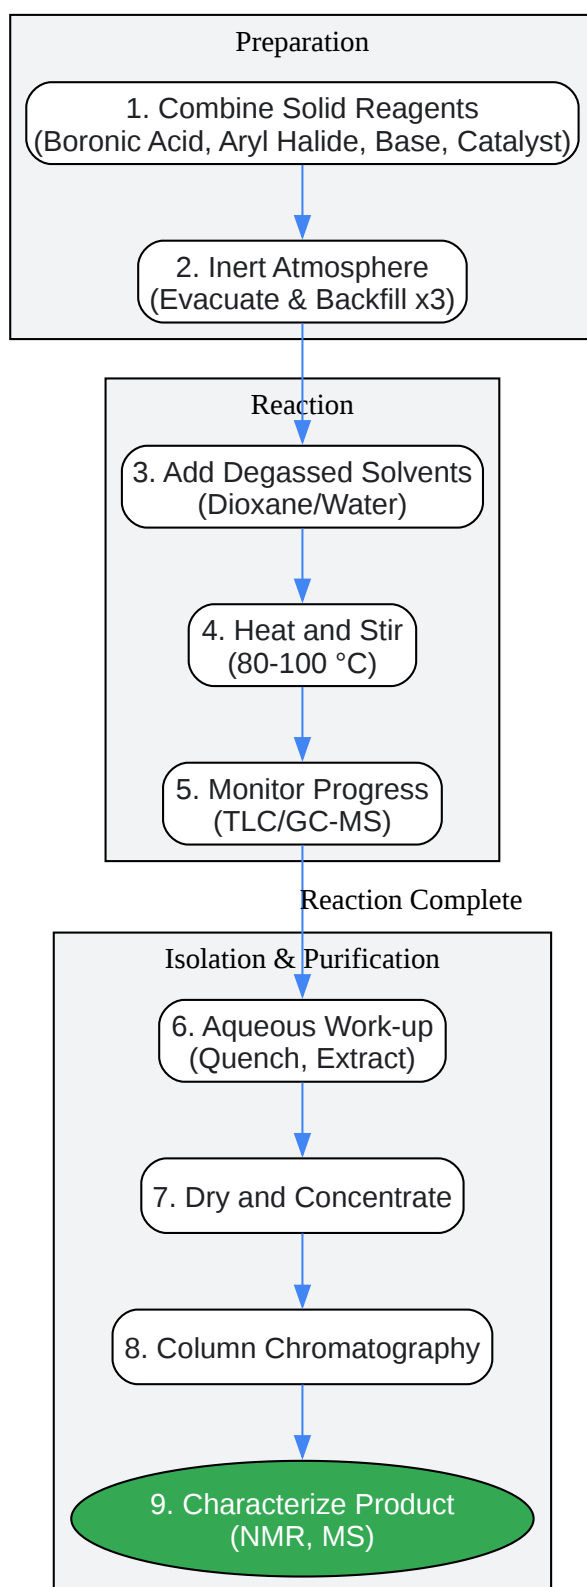 Preparation
1. Combine Solid Reagents
(Boronic Acid, Aryl Halide, Base, Catalyst)
2. Inert Atmosphere
(Evacuate & Backfill x3)
Reaction
3. Add Degassed Solvents
(Dioxane/Water)
4. Heat and Stir
(80-100 °C)
5. Monitor Progress
(TLC/GC-MS)
Reaction Complete
Isolation & Purification
6. Aqueous Work-up
(Quench, Extract)
7. Dry and Concentrate
8. Column Chromatography
9. Characterize Product
(NMR, MS)